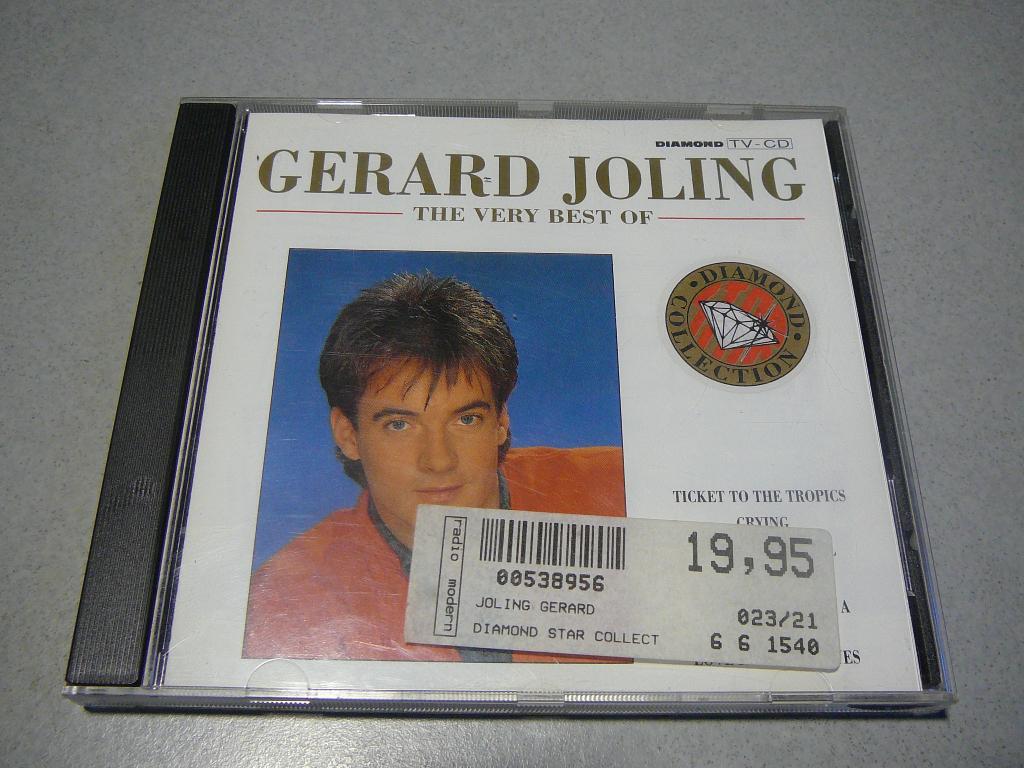 DIAMOND TV-CD
GERARD JOLING
THE VERY BEST OF
DIAMOND
COLLECTION
TICKET TO THE TROPICS
CRYING
radio modern
00538956
19,95
JOLING GERARD
023/21
DIAMOND STAR COLLECT
6 6 1540
A
ES